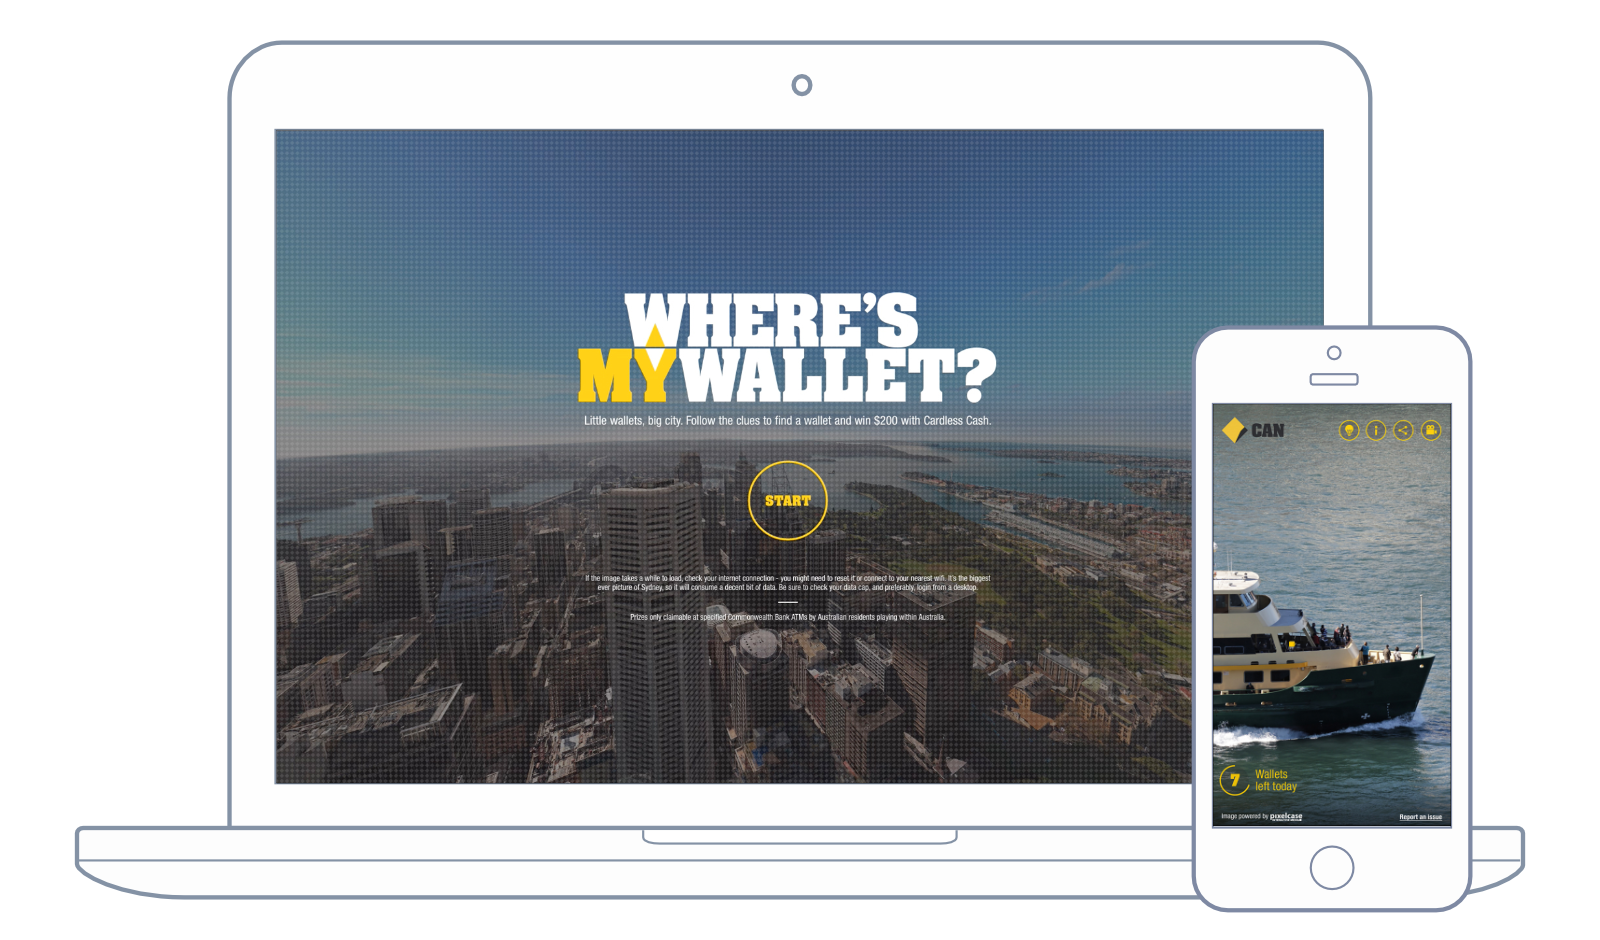 WHERE'S
MYWALLET?
Little wallets, big city. Follow the clues to find a wallet and win $200 with Cardless Cash.
START
If the image takes a while to load, check your internet connection - you might need to reset it or connect to your nearest wifi. It's the biggest
ever picture of Sydney, so it will consume a decent bit of data. Be sure to check your data cap, and preferably, login from a desktop.
Prizes only claimable at specified Commonwealth Bank ATMs by Australian residents playing within Australia.
CAN
7
Wallets
left today
Image powered by pixelcase
Report an issue